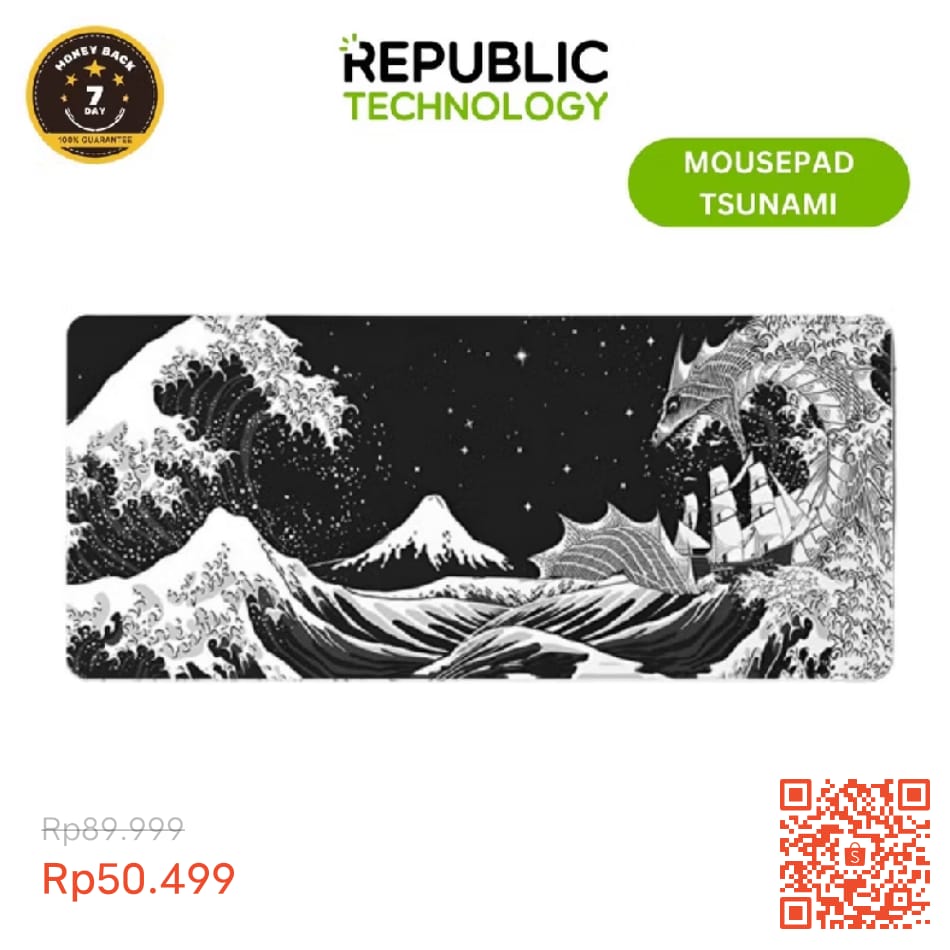 MONEY BACK
7
DAY
100% GUARANTEE
REPUBLIC
TECHNOLOGY
MOUSEPAD
TSUNAMI
Rp89.999
Rp50.499
S